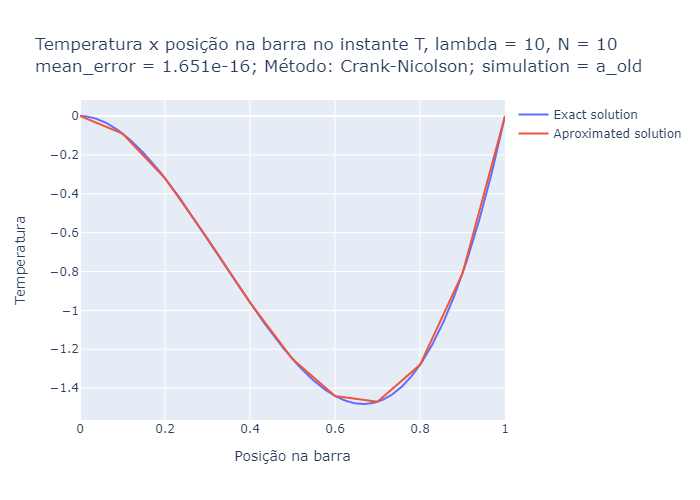 Temperatura x posição na barra no instante T, lambda = 10, N = 10
mean_error = 1.651e-16; Método: Crank-Nicolson; simulation = a_old
Exact solution
Aproximated solution
Temperatura
0
−0.2
−0.4
−0.6
−0.8
−1
−1.2
−1.4
0
0.2
0.4
0.6
0.8
1
Posição na barra